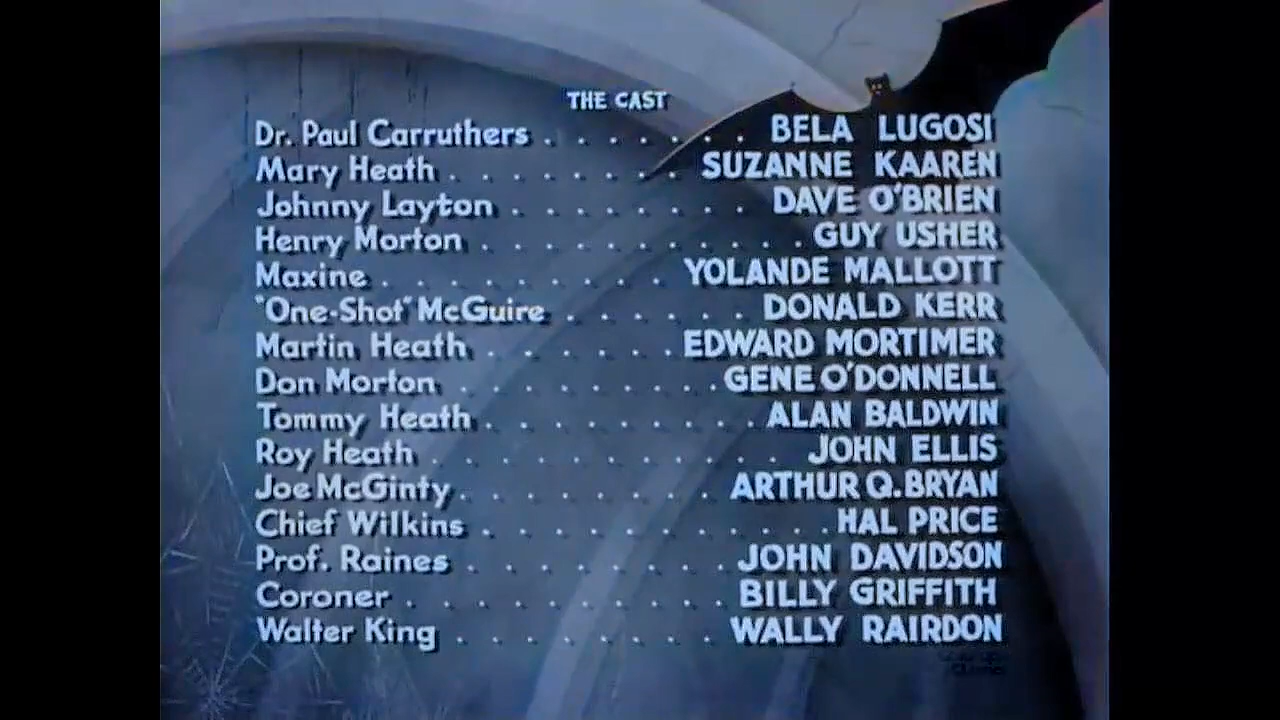 THE CAST
Dr. Paul Carruthers . . . . . . . BELA LUGOSI
Mary Heath . . . . . . . . . SUZANNE KAAREN
Johnny Layton . . . . . . . . DAVE O'BRIEN
Henry Morton . . . . . . . . . . . GUY USHER
Maxine . . . . . . . . . . YOLANDE MALLOTT
"One-Shot" McGuire . . . . . . . DONALD KERR
Martin Heath . . . . . . EDWARD MORTIMER
Don Morton . . . . . . . . . GENE O'DONNELL
Tommy Heath . . . . . . . . . . ALAN BALDWIN
Roy Heath . . . . . . . . . . . JOHN ELLIS
Joe McGinty . . . . . . . . . ARTHUR Q. BRYAN
Chief Wilkins . . . . . . . . . . . . . HAL PRICE
Prof. Raines . . . . . . . . . JOHN DAVIDSON
Coroner . . . . . . . . . . . BILLY GRIFFITH
Walter King . . . . . . . . . WALLY RAIRDON